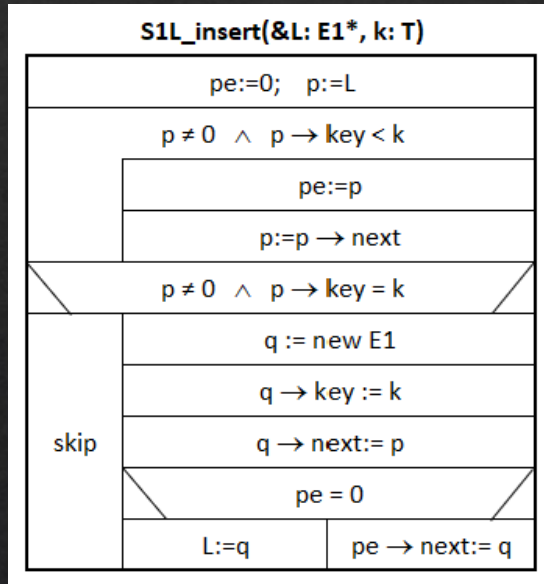 S1L_insert(&L: E1*, k: T)
pe:=0; p:=L
p ≠ 0 ∧ p → key < k
pe:=p
p:=p → next
p ≠ 0 ∧ p → key = k
skip
q := new E1
q → key := k
q → next:= p
pe = 0
L:=q
pe → next:= q